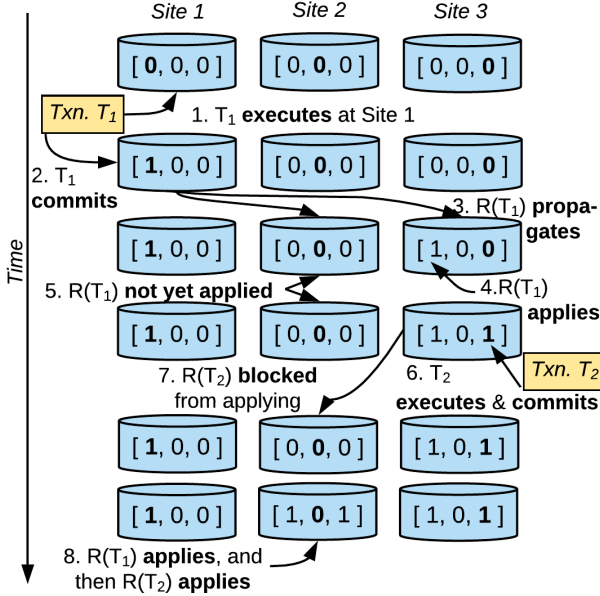 Site 1 Site 2 Site 3
[ 0, 0, 0 ] [ 0, 0, 0 ] [ 0, 0, 0 ]
Txn. T1
1. T1 executes at Site 1
[ 1, 0, 0 ] [ 0, 0, 0 ] [ 0, 0, 0 ]
2. T1
commits
3. R(T1) propa-
gates
[ 1, 0, 0 ] [ 0, 0, 0 ] [ 1, 0, 0 ]
5. R(T1) not yet applied
4.R(T1)
applies
[ 1, 0, 0 ] [ 0, 0, 0 ] [ 1, 0, 1 ]
7. R(T2) blocked
from applying
6. T2
executes & commits
Txn. T2
[ 1, 0, 0 ] [ 0, 0, 0 ] [ 1, 0, 1 ]
[ 1, 0, 0 ] [ 1, 0, 1 ] [ 1, 0, 1 ]
8. R(T1) applies, and
then R(T2) applies
Time